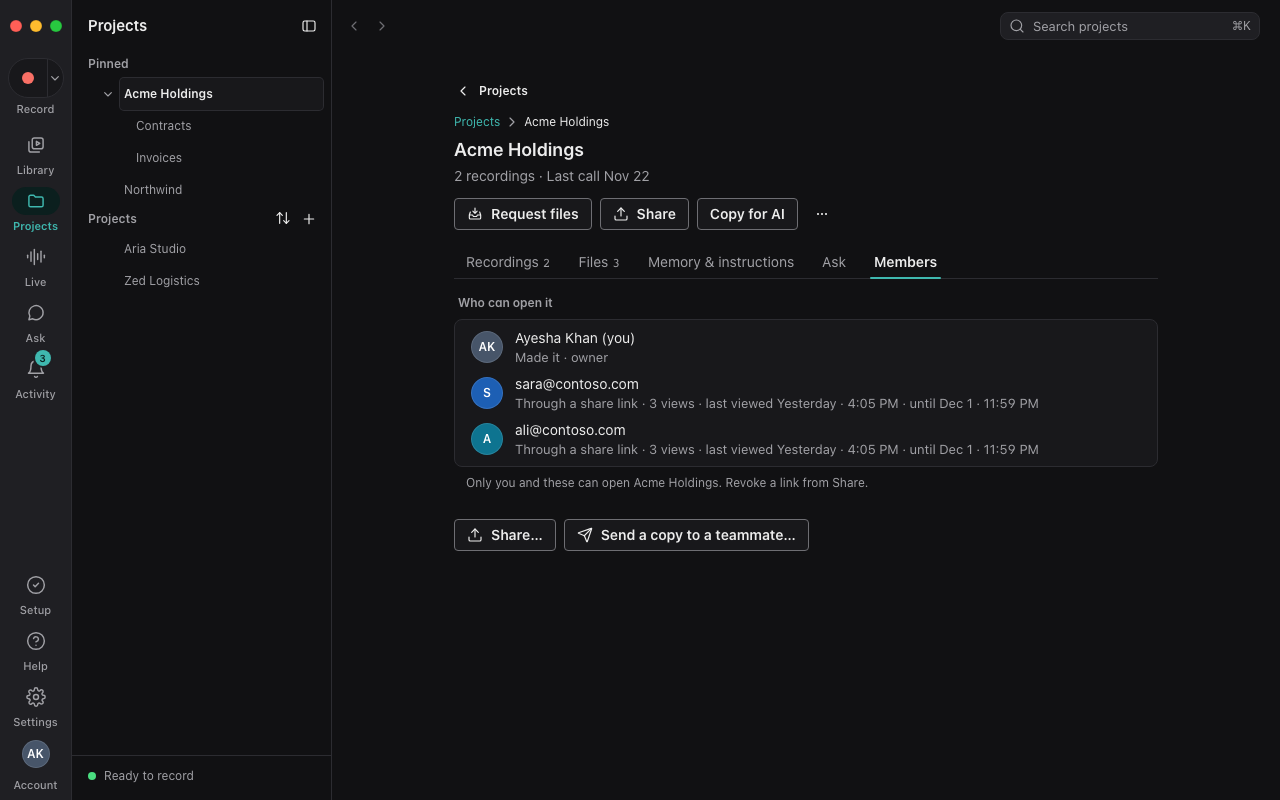 Projects
Search projects
⌘K
Record
Library
Projects
Live
Ask
3
Activity
Setup
Help
Settings
AK
Account
Pinned
Acme Holdings
Contracts
Invoices
Northwind
Projects
Aria Studio
Zed Logistics
Ready to record
Projects
Projects > Acme Holdings
Acme Holdings
2 recordings · Last call Nov 22
Request files Share Copy for AI ...
Recordings 2 Files 3 Memory & instructions Ask Members
Who can open it
AK
Ayesha Khan (you)
Made it · owner
S
sara@contoso.com
Through a share link · 3 views · last viewed Yesterday · 4:05 PM · until Dec 1 · 11:59 PM
A
ali@contoso.com
Through a share link · 3 views · last viewed Yesterday · 4:05 PM · until Dec 1 · 11:59 PM
Only you and these can open Acme Holdings. Revoke a link from Share.
Share... Send a copy to a teammate...